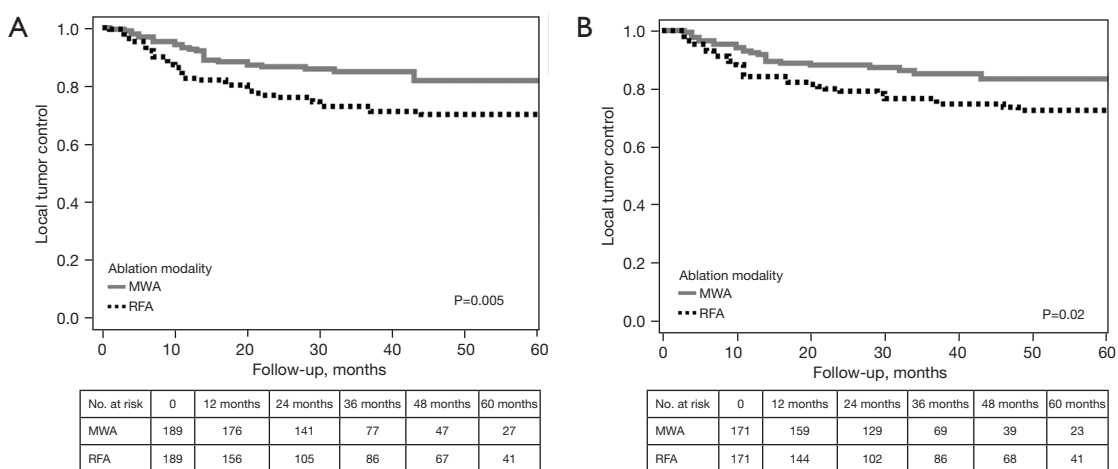 A
1.0
0.8
0.6
0.4
0.2
0.0
Local tumor control
Ablation modality
MWA
RFA
P=0.005
0 10 20 30 40 50 60
Follow-up, months
No. at risk 0 12 months 24 months 36 months 48 months 60 months
MWA 189 176 141 77 47 27
RFA 189 156 105 86 67 41
B
1.0
0.8
0.6
0.4
0.2
0.0
Local tumor control
Ablation modality
MWA
RFA
P=0.02
0 10 20 30 40 50 60
Follow-up, months
No. at risk 0 12 months 24 months 36 months 48 months 60 months
MWA 171 159 129 69 39 23
RFA 171 144 102 86 68 41